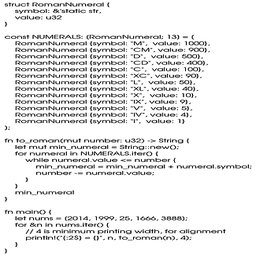 struct RomanNumeral {
symbol: &'static str,
value: u32
}
const NUMERALS: [RomanNumeral; 13] = [
RomanNumeral {symbol: "M", value: 1000},
RomanNumeral {symbol: "CM", value: 900},
RomanNumeral {symbol: "D", value: 500},
RomanNumeral {symbol: "CD", value: 400},
RomanNumeral {symbol: "C", value: 100},
RomanNumeral {symbol: "XC", value: 90},
RomanNumeral {symbol: "L", value: 50},
RomanNumeral {symbol: "XL", value: 40},
RomanNumeral {symbol: "X", value: 10},
RomanNumeral {symbol: "IX", value: 9},
RomanNumeral {symbol: "V", value: 5},
RomanNumeral {symbol: "IV", value: 4},
RomanNumeral {symbol: "I", value: 1}
];
fn to_roman(mut number: u32) -> String {
let mut min_numeral = String::new();
for numeral in NUMERALS.iter() {
while numeral.value <= number {
min_numeral = min_numeral + numeral.symbol;
number -= numeral.value;
}
}
min_numeral
}
fn main() {
let nums = [2014, 1999, 25, 1666, 3888];
for &n in nums.iter() {
// 4 is minimum printing width, for alignment
println!("{:2$} = {}", n, to_roman(n), 4);
}
}